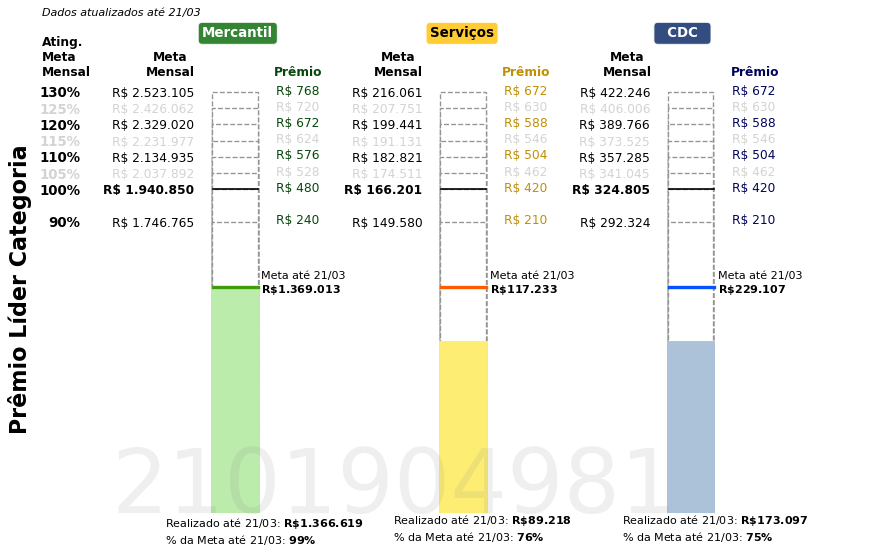 Dados atualizados até 21/03
Mercantil Serviços CDC
Ating. Meta Mensal Meta Mensal Prêmio Meta Mensal Prêmio Meta Mensal Prêmio
130% R$ 2.523.105 R$ 768 R$ 216.061 R$ 672 R$ 422.246 R$ 672
125% R$ 2.426.062 R$ 720 R$ 207.751 R$ 630 R$ 406.006 R$ 630
120% R$ 2.329.020 R$ 672 R$ 199.441 R$ 588 R$ 389.766 R$ 588
115% R$ 2.231.977 R$ 624 R$ 191.131 R$ 546 R$ 373.525 R$ 546
110% R$ 2.134.935 R$ 576 R$ 182.821 R$ 504 R$ 357.285 R$ 504
105% R$ 2.037.892 R$ 528 R$ 174.511 R$ 462 R$ 341.045 R$ 462
100% R$ 1.940.850 R$ 480 R$ 166.201 R$ 420 R$ 324.805 R$ 420
90% R$ 1.746.765 R$ 240 R$ 149.580 R$ 210 R$ 292.324 R$ 210
Prêmio Líder Categoria
Meta até 21/03 Meta até 21/03 Meta até 21/03
R$1.369.013 R$117.233 R$229.107
2101904981
Realizado até 21/03: R$1.366.619 Realizado até 21/03: R$89.218 Realizado até 21/03: R$173.097
% da Meta até 21/03: 99% % da Meta até 21/03: 76% % da Meta até 21/03: 75%